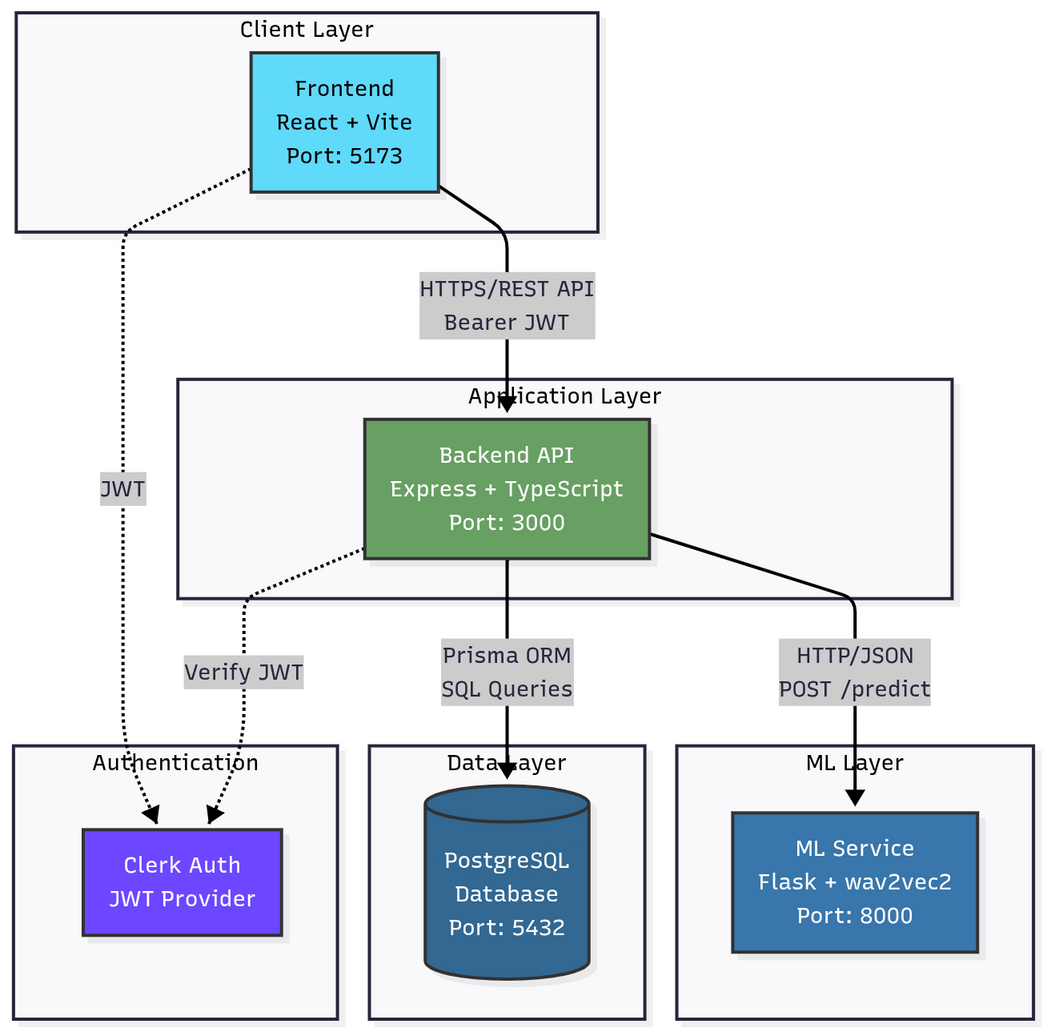 Client Layer
Frontend
React + Vite
Port: 5173
HTTPS/REST API
Bearer JWT
Application Layer
Backend API
Express + TypeScript
Port: 3000
JWT
Verify JWT
Prisma ORM
SQL Queries
HTTP/JSON
POST /predict
Authentication
Clerk Auth
JWT Provider
Data Layer
PostgreSQL
Database
Port: 5432
ML Layer
ML Service
Flask + wav2vec2
Port: 8000